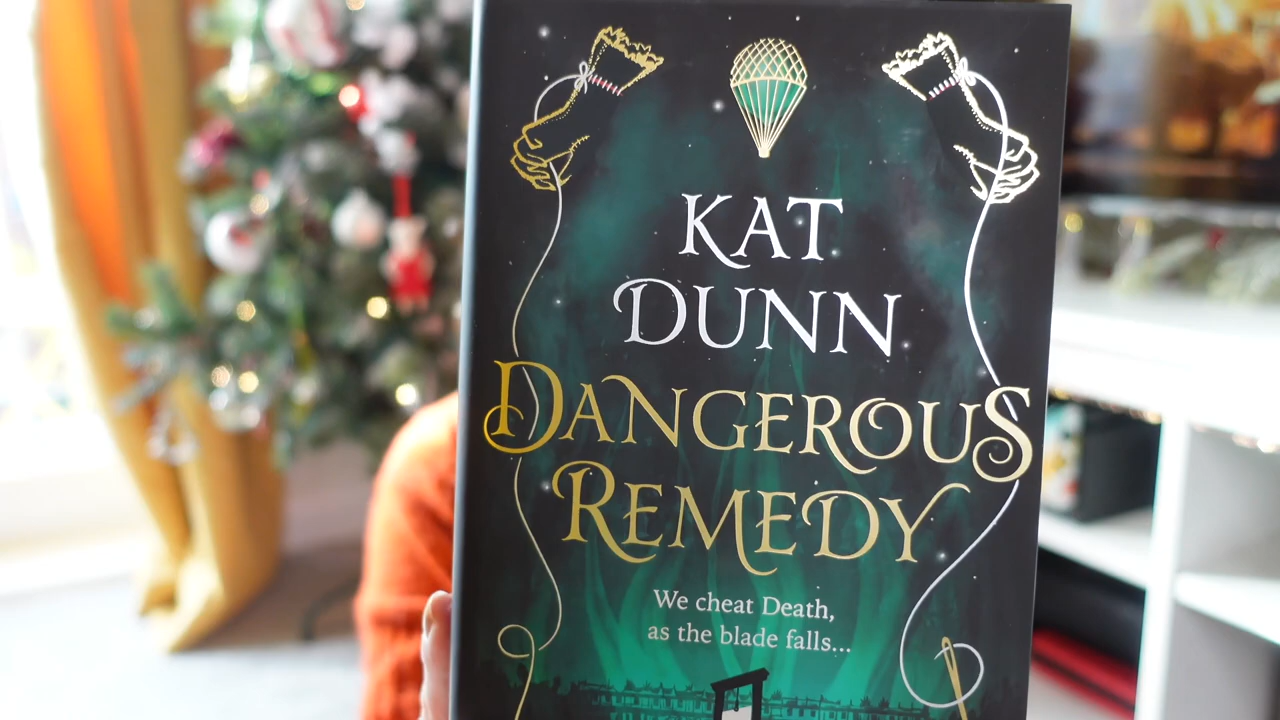 KAT
DUNN
DANGEROUS
REMEDY
We cheat Death,
as the blade falls...